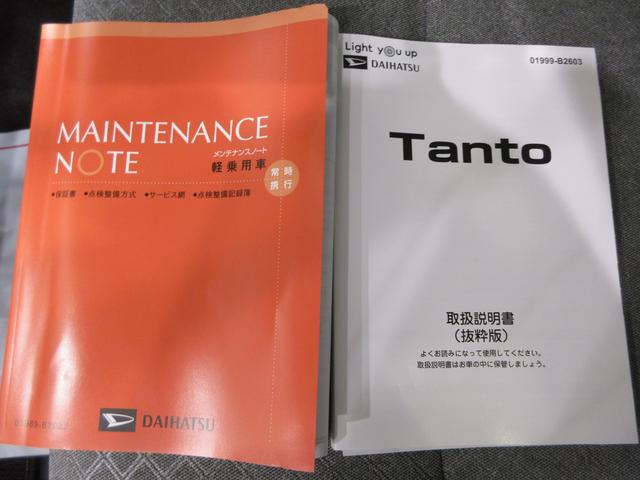 MAINTENANCE
NOTE
メンテナンスノート
軽乗用車
常時
携行
•保証書 •点検整備方式 •サービス網 •点検整備記録簿
DAIHATSU
Light you up
DAIHATSU
01999-B2603
Tanto
取扱説明書
(抜粋版)
よくお読みになって使用してください。
取扱説明書はお車の中に保管しましょう。